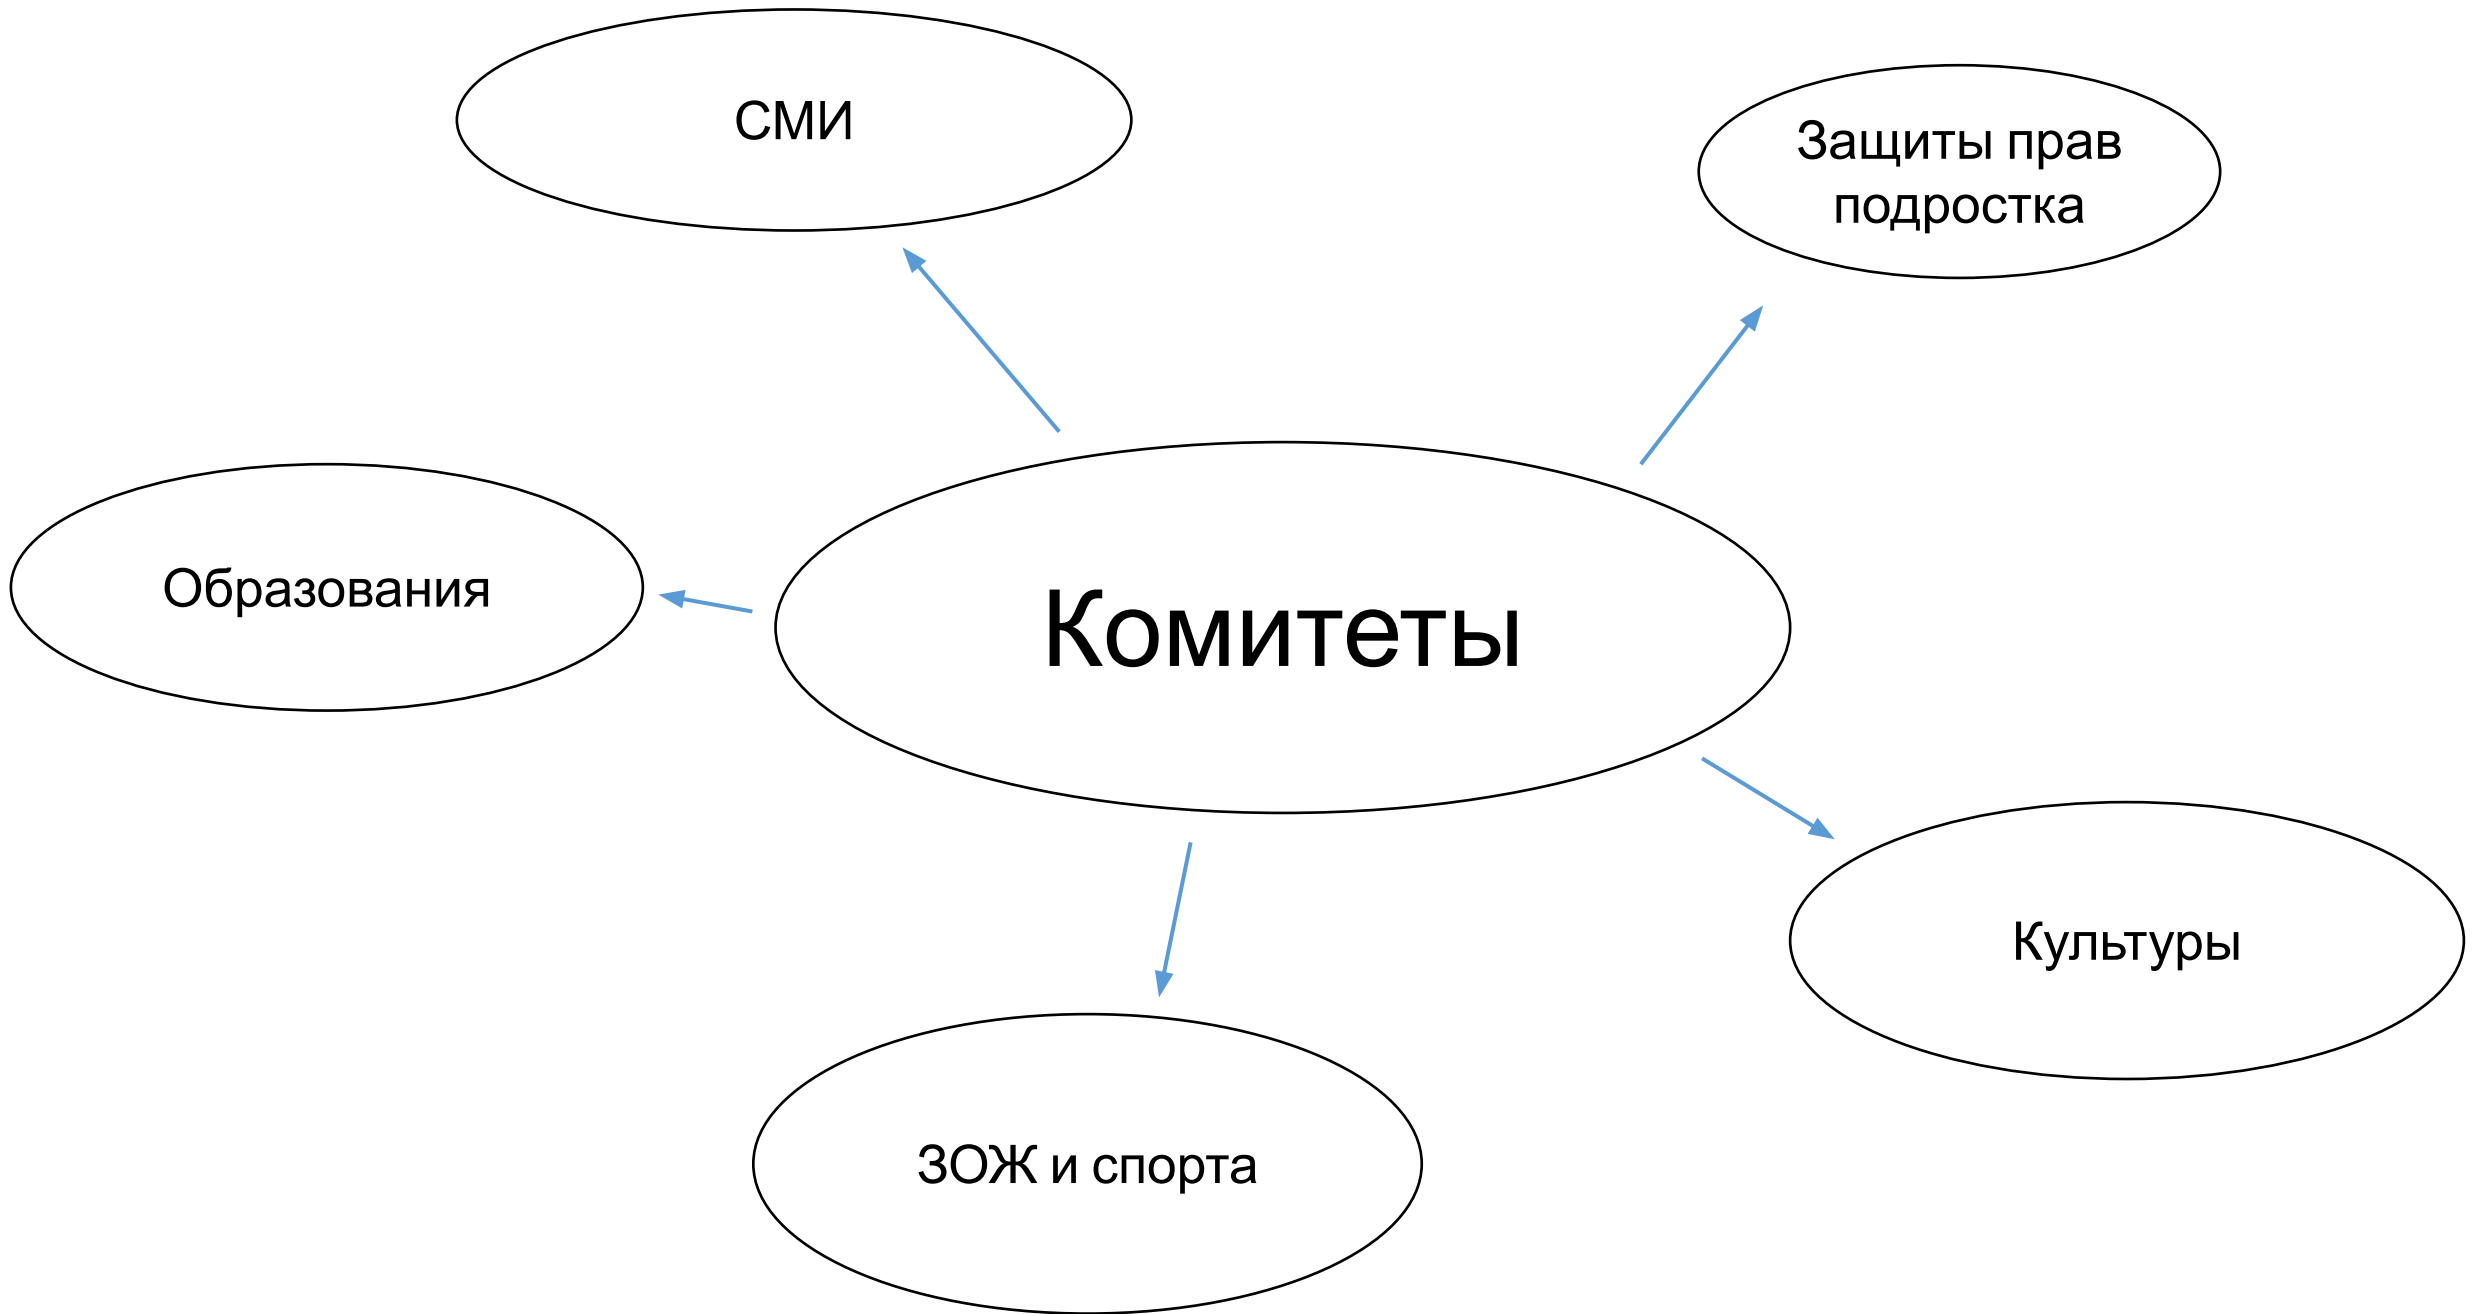 СМИ
Защиты прав
подростка
Образования
Комитеты
Культуры
ЗОЖ и спорта